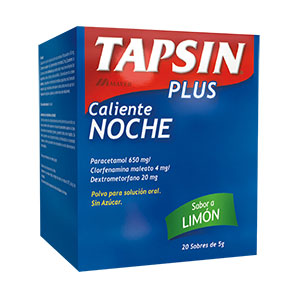 TAPSIN
PLUS
Caliente
NOCHE
Paracetamol 650 mg/
Clorfenamina maleato 4 mg/
Dextrometorfano 20 mg
Polvo para solución oral.
Sin Azúcar.
Sabor a
LIMÓN
20 Sobres de 5g